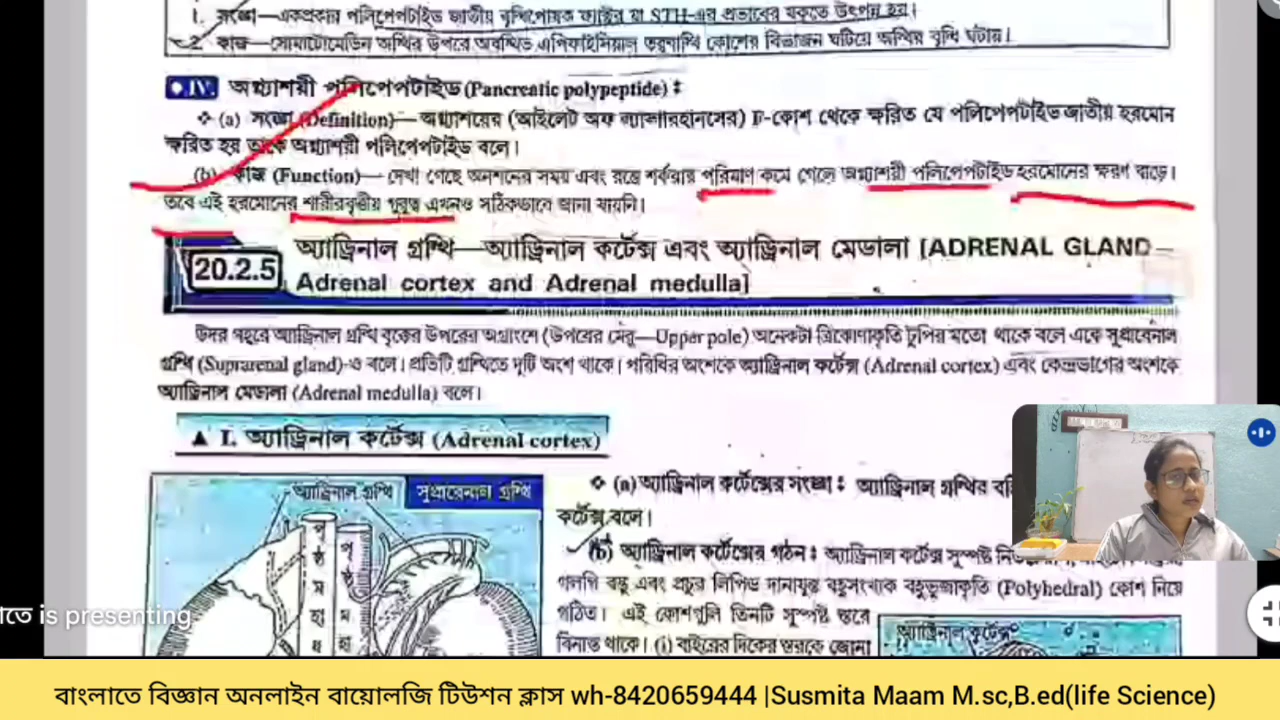 1. সংজ্ঞা—একপ্রকার পলিপেপটাইড জাতীয় বৃদ্ধিপোষক ফ্যাক্টর যা STH-এর প্রভাবের যকৃতে উৎপন্ন হয়।
2. কাজ—সোমাটোমেডিন অস্থির উপরে অবস্থিত এপিফাইসিয়াল তরুণাস্থি কোশের বিভাজন ঘটিয়ে অস্থির বৃদ্ধি ঘটায়।
IV. অগ্ন্যাশয়ী পলিপেপটাইড (Pancreatic polypeptide) :
(a) সংজ্ঞা (Definition)— অগ্ন্যাশয়ের (আইলেট অফ ল্যাঙ্গারহানসের) F-কোশ থেকে ক্ষরিত যে পলিপেপটাইড জাতীয় হরমোন
ক্ষরিত হয় তাকে অগ্ন্যাশয়ী পলিপেপটাইড বলে।
(b) কাজ (Function)— দেখা গেছে অনশনের সময় এবং রক্তে শর্করার পরিমাণ কমে গেলে অগ্ন্যাশয়ী পলিপেপটাইড হরমোনের ক্ষরণ বাড়ে।
তবে এই হরমোনের শারীরবৃত্তীয় গুরুত্ব এখনও সঠিকভাবে জানা যায়নি।
20.2.5 অ্যাড্রিনাল গ্রন্থি—অ্যাড্রিনাল কর্টেক্স এবং অ্যাড্রিনাল মেডালা [ADRENAL GLAND—
Adrenal cortex and Adrenal medulla]
উদর গহ্বরে অ্যাড্রিনাল গ্রন্থি বৃক্কের উপরের অগ্রাংশে (উপরের মেরু—Upper pole) অনেকটা ত্রিকোণাকৃতি টুপির মতো থাকে বলে একে সুপ্রারেনাল
গ্রন্থি (Suprarenal gland)-ও বলে। প্রতিটি গ্রন্থিতে দুটি অংশ থাকে। পরিধির অংশকে অ্যাড্রিনাল কর্টেক্স (Adrenal cortex) এবং কেন্দ্রভাগের অংশকে
অ্যাড্রিনাল মেডালা (Adrenal medulla) বলে।
▲ I. অ্যাড্রিনাল কর্টেক্স (Adrenal cortex)
অ্যাড্রিনাল গ্রন্থি সুপ্রারেনাল গ্রন্থি
(a) অ্যাড্রিনাল কর্টেক্সের সংজ্ঞা : অ্যাড্রিনাল গ্রন্থির
কর্টেক্স বলে।
(b) অ্যাড্রিনাল কর্টেক্সের গঠন : অ্যাড্রিনাল কর্টেক্স সুস্পষ্ট
গলগি বস্তু এবং প্রচুর লিপিড দানাযুক্ত বহুসংখ্যক বহুভুজাকৃতি (Polyhedral) কোশ নিয়ে
গঠিত। এই কোশগুলি তিনটি সুস্পষ্ট স্তরে
বিন্যস্ত থাকে। (i) বাইরের দিকের স্তরকে জোনা
অ্যাড্রিনাল কর্টেক্স
তে is presenting
বাংলাতে বিজ্ঞান অনলাইন বায়োলজি টিউশন ক্লাস wh-8420659444 |Susmita Maam M.sc,B.ed(life Science)